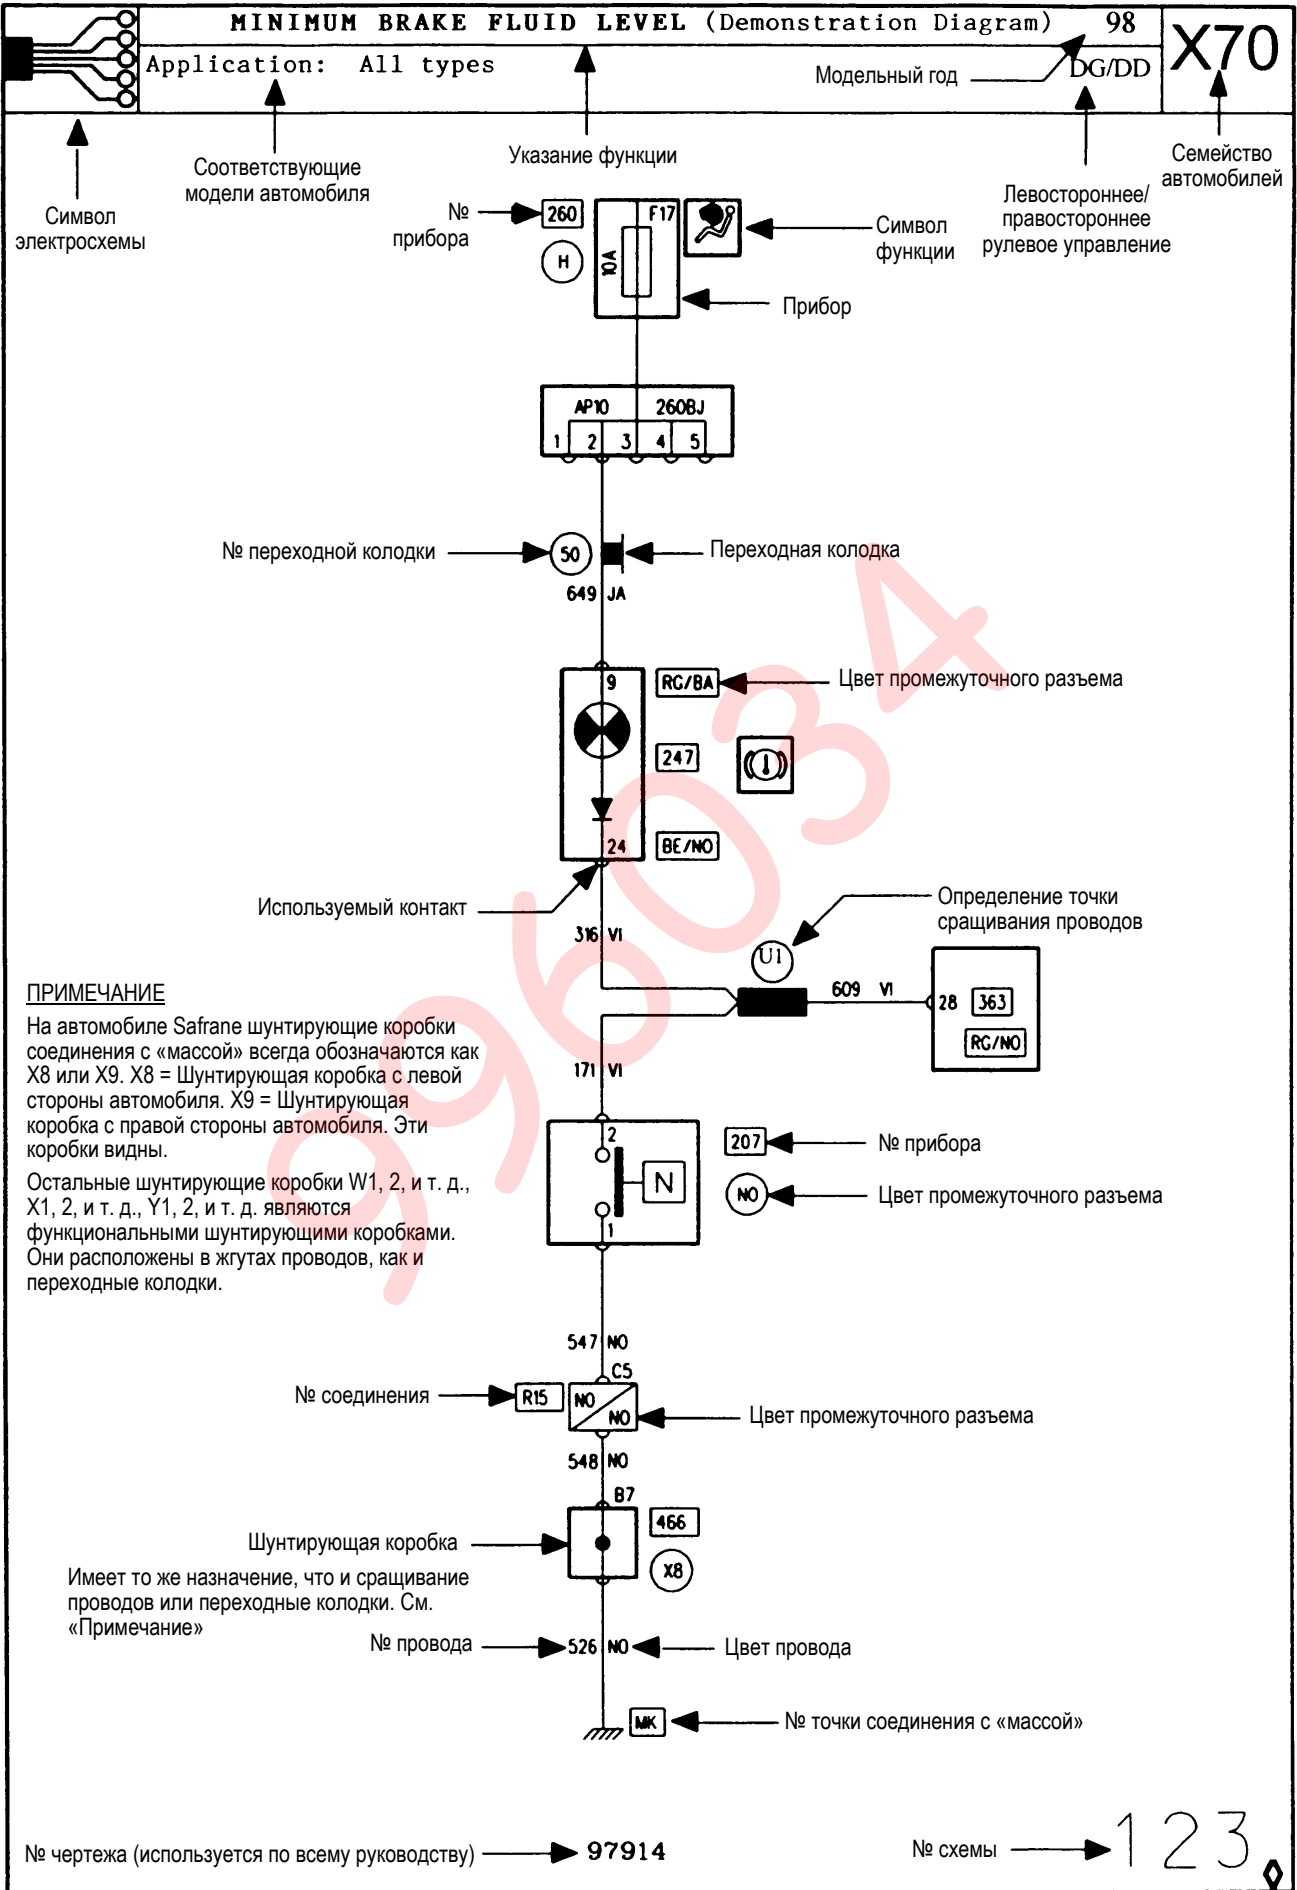 MINIMUM BRAKE FLUID LEVEL (Demonstration Diagram) 98
X70
Application: All types
Модельный год
DG/DD
Символ
электросхемы
Соответствующие
модели автомобиля
Указание функции
Левостороннее/
правостороннее
рулевое управление
Семейство
автомобилей
№
прибора
260
H
F17
10A
Символ
функции
Прибор
AP10 260BJ
1 2 3 4 5
№ переходной колодки
50
Переходная колодка
649 JA
9
RG/BA
Цвет промежуточного разъема
247
24
BE/NO
Используемый контакт
316 VI
Определение точки
сращивания проводов
U1
609 VI
28
363
RG/NO
171 VI
ПРИМЕЧАНИЕ
На автомобиле Safrane шунтирующие коробки
соединения с «массой» всегда обозначаются как
X8 или X9. X8 = Шунтирующая коробка с левой
стороны автомобиля. X9 = Шунтирующая
коробка с правой стороны автомобиля. Эти
коробки видны.
Остальные шунтирующие коробки W1, 2, и т. д.,
X1, 2, и т. д., Y1, 2, и т. д. являются
функциональными шунтирующими коробками.
Они расположены в жгутах проводов, как и
переходные колодки.
2
N
1
207
№ прибора
NO
Цвет промежуточного разъема
547 NO
C5
№ соединения
R15
NO
NO
Цвет промежуточного разъема
548 NO
B7
466
X8
Шунтирующая коробка
Имеет то же назначение, что и сращивание
проводов или переходные колодки. См.
«Примечание»
№ провода
526 NO
Цвет провода
MK
№ точки соединения с «массой»
№ чертежа (используется по всему руководству)
97914
№ схемы
123
996034